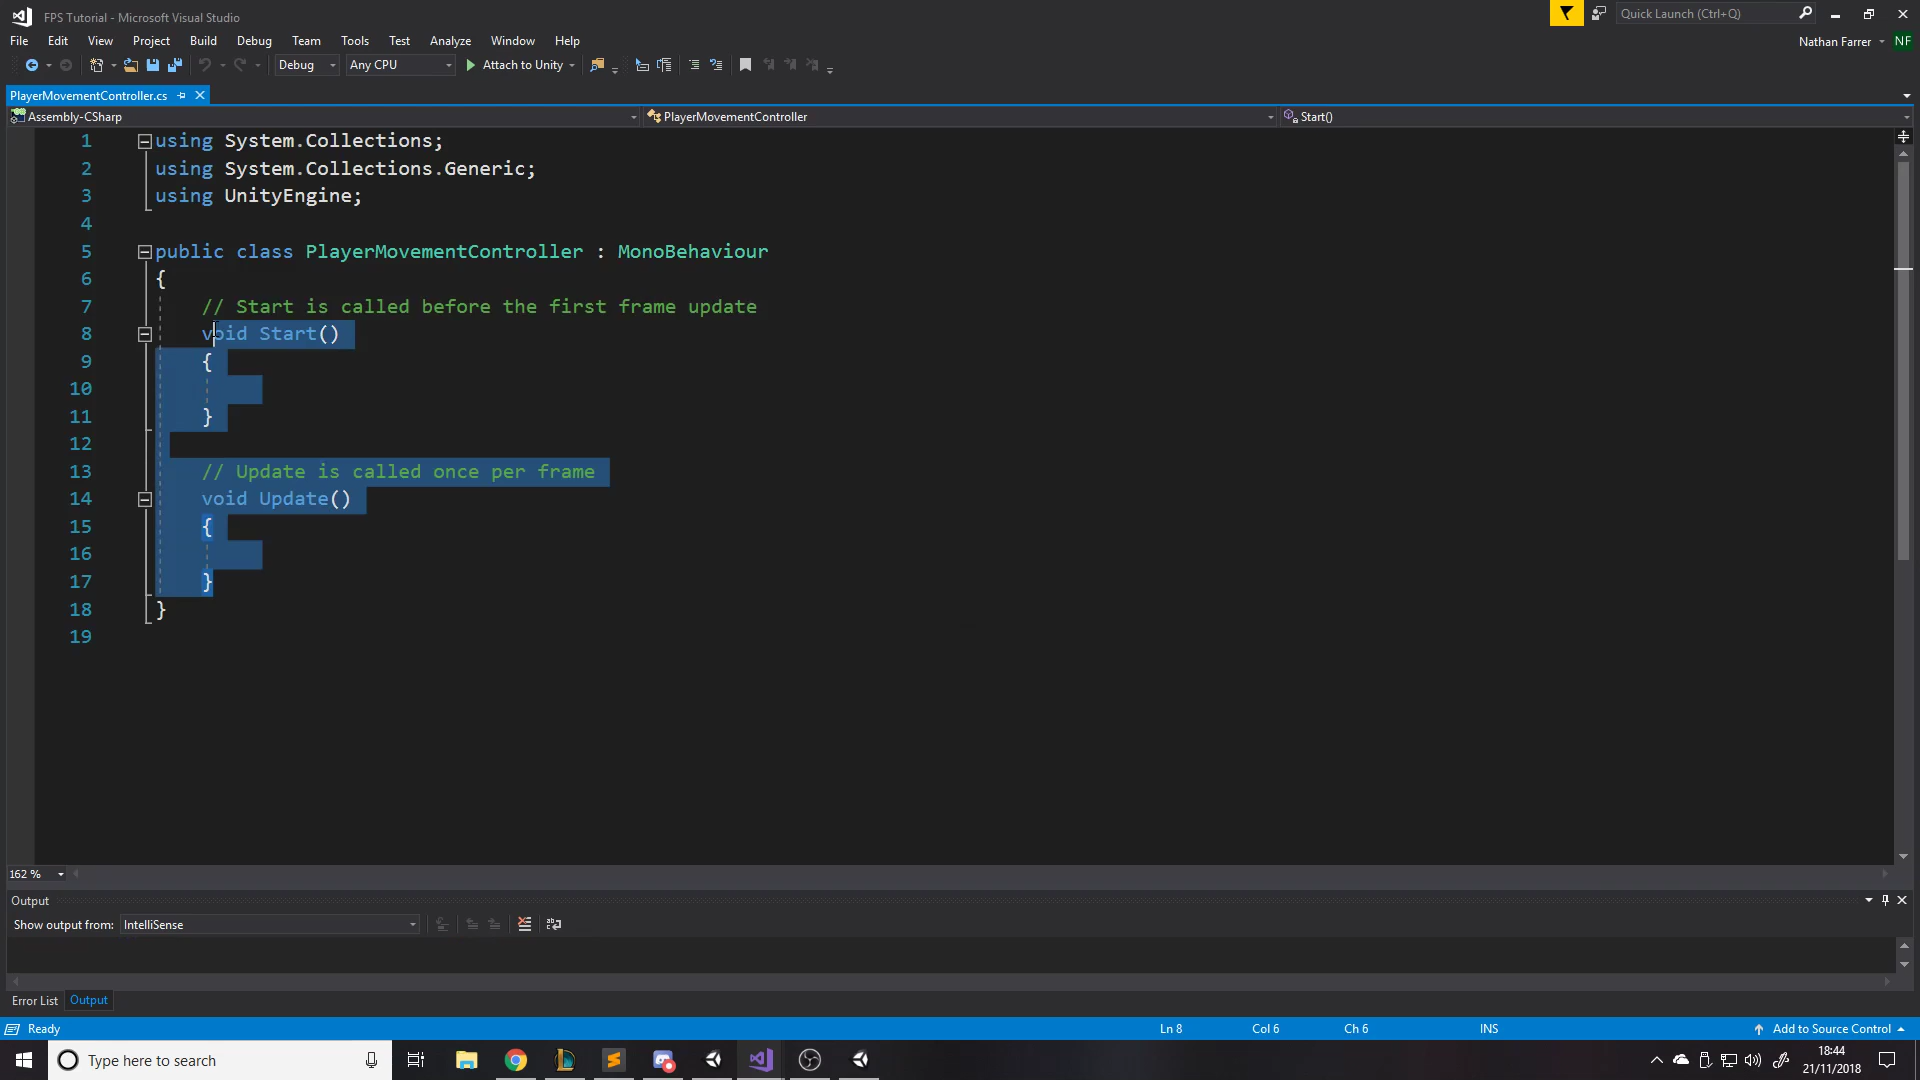 FPS Tutorial - Microsoft Visual Studio
Quick Launch (Ctrl+Q)
File Edit View Project Build Debug Team Tools Test Analyze Window Help
Nathan Farrer NF
Debug Any CPU Attach to Unity
PlayerMovementController.cs
Assembly-CSharp PlayerMovementController Start()
1 using System.Collections;
2 using System.Collections.Generic;
3 using UnityEngine;
4
5 public class PlayerMovementController : MonoBehaviour
6 {
7 // Start is called before the first frame update
8 void Start()
9 {
10
11 }
12
13 // Update is called once per frame
14 void Update()
15 {
16
17 }
18 }
19
162 %
Output
Show output from: IntelliSense
Error List Output
Ready Ln 8 Col 6 Ch 6 INS Add to Source Control
Type here to search
18:44
21/11/2018